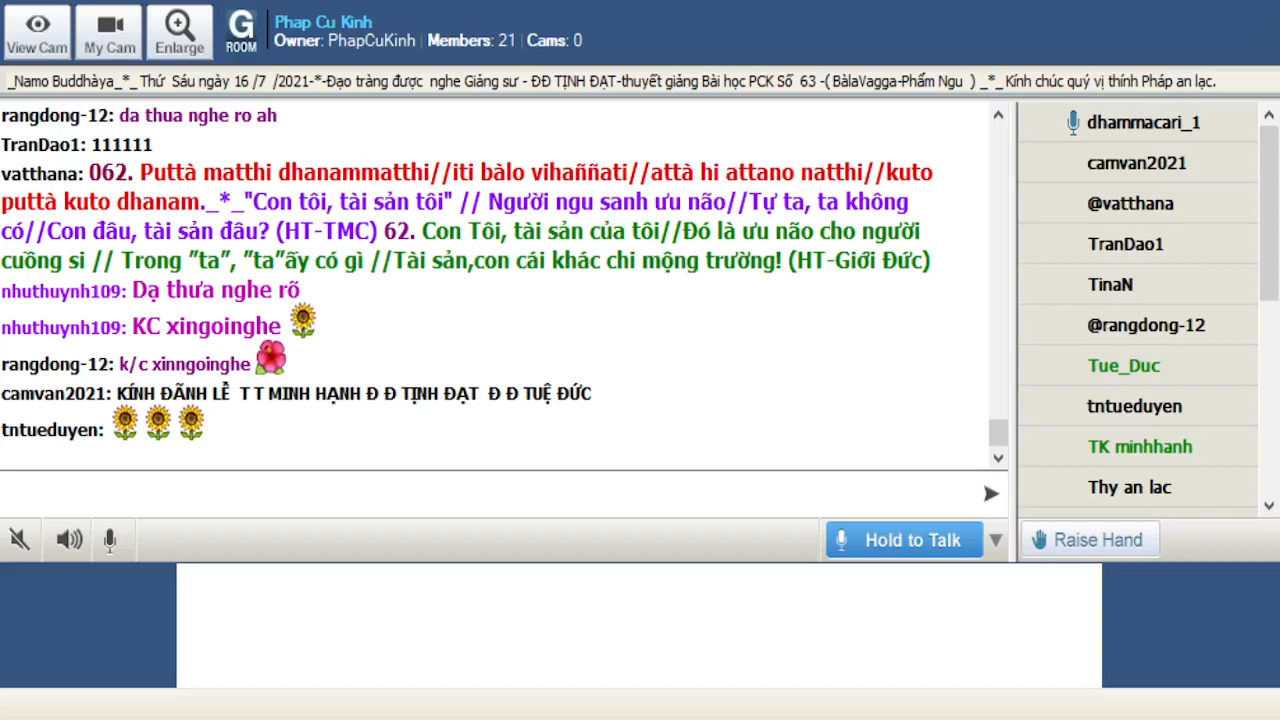 View Cam
My Cam
Enlarge
G
ROOM
Phap Cu Kinh
Owner: PhapCuKinh | Members: 21 | Cams: 0
_Namo Buddhàya_*_ Thứ Sáu ngày 16 /7 /2021-*-Đạo tràng được nghe Giảng sư - ĐĐ TỊNH ĐẠT-thuyết giảng Bài học PCK Số 63 -( BàlaVagga-Phẩm Ngu ) _*_ Kính chúc quý vị thính Pháp an lạc.
rangdong-12: da thua nghe ro ah
TranDao1: 111111
vatthana: 062. Puttà matthi dhanammatthi//iti bàlo vihaññati//attà hi attano natthi//kuto
puttà kuto dhanam._*_"Con tôi, tài sản tôi" // Người ngu sanh ưu não//Tự ta, ta không
có//Con đâu, tài sản đâu? (HT-TMC) 62. Con Tôi, tài sản của tôi//Đó là ưu não cho người
cuồng si // Trong ”ta”, ”ta”ấy có gì //Tài sản,con cái khác chi mộng trường! (HT-Giới Đức)
nhuthuynh109: Dạ thưa nghe rõ
nhuthuynh109: KC xingoinghe
rangdong-12: k/c xinngoinghe
camvan2021: KÍNH ĐÃNH LỄ T T MINH HẠNH Đ Đ TỊNH ĐẠT Đ Đ TUỆ ĐỨC
tntueduyen:
dhammacari_1
camvan2021
@vatthana
TranDao1
TinaN
@rangdong-12
Tue_Duc
tntueduyen
TK minhhanh
Thy an lac
Hold to Talk
Raise Hand